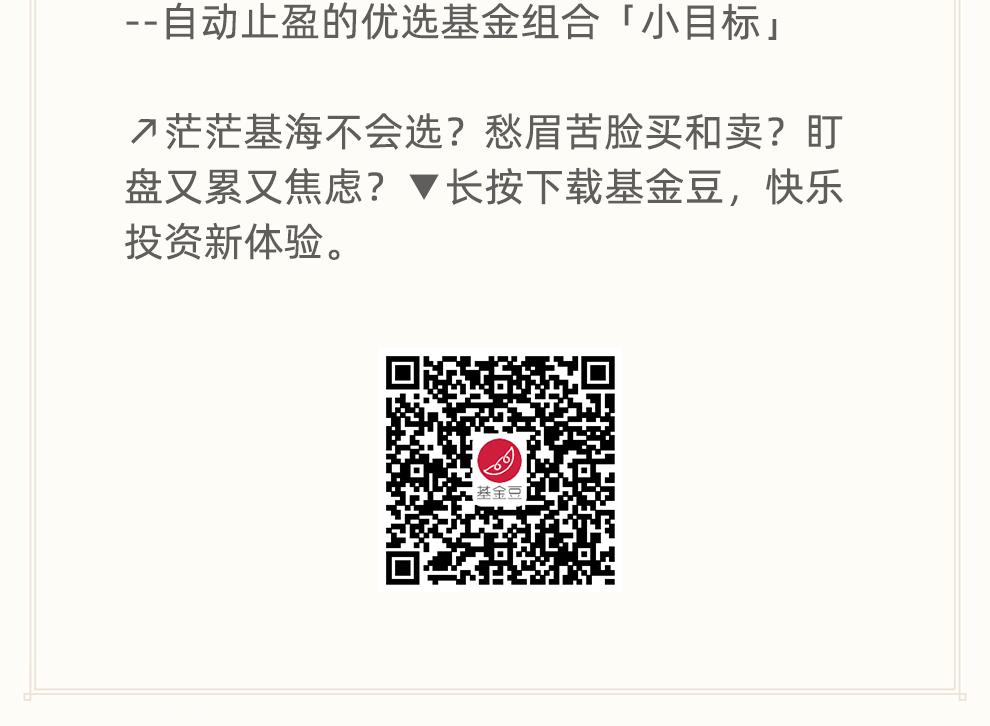 --自动止盈的优选基金组合「小目标」
↗茫茫基海不会选？愁眉苦脸买和卖？盯
盘又累又焦虑？▼长按下载基金豆，快乐
投资新体验。
基金豆